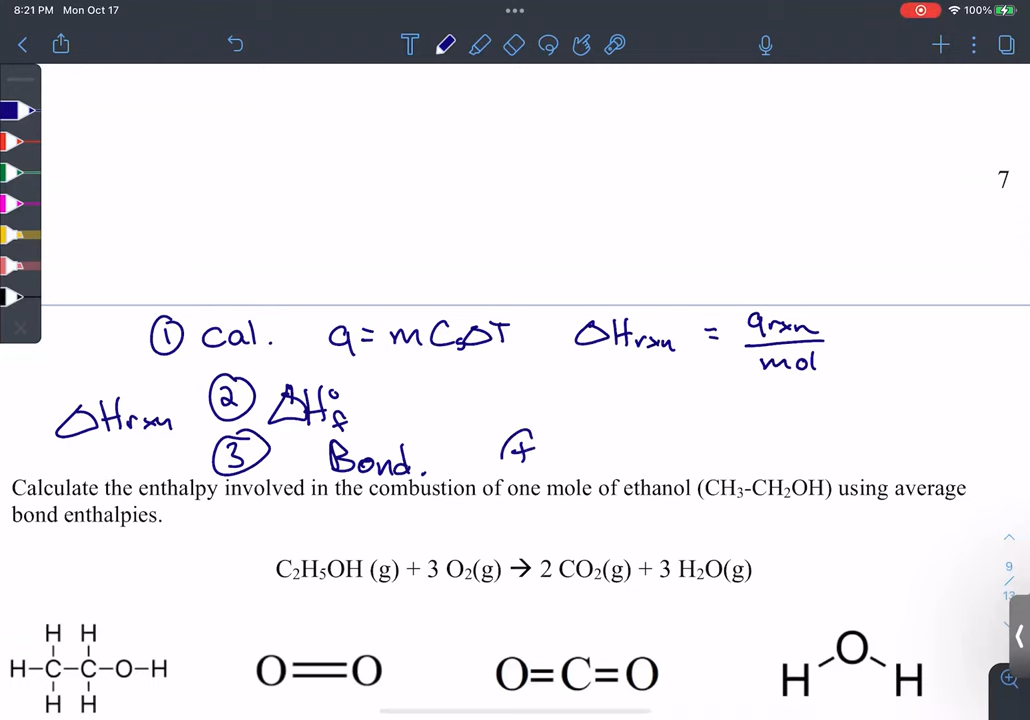 8:21 PM Mon Oct 17
100%
T
7
① Cal. q = m CsΔT ΔHrxn = qrxn / mol
ΔHrxn ② ΔH°f
③ Bond. (+
Calculate the enthalpy involved in the combustion of one mole of ethanol (CH₃-CH₂OH) using average
bond enthalpies.
C₂H₅OH (g) + 3 O₂(g) → 2 CO₂(g) + 3 H₂O(g)
9
/
13
H H
H-C-C-O-H
H H
O=O
O=C=O
O
H H